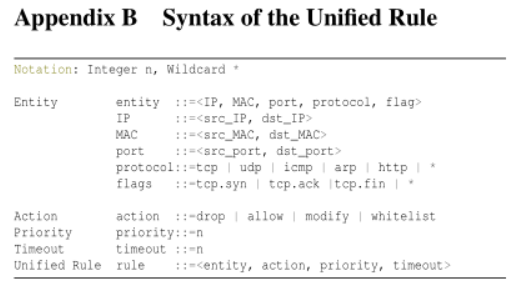 Appendix B Syntax of the Unified Rule
Notation: Integer n, Wildcard *
Entity entity ::=<IP, MAC, port, protocol, flag>
IP ::=<src_IP, dst_IP>
MAC ::=<src_MAC, dst_MAC>
port ::=<src_port, dst_port>
protocol::=tcp | udp | icmp | arp | http | *
flags ::=tcp.syn | tcp.ack |tcp.fin | *
Action action ::=drop | allow | modify | whitelist
Priority priority::=n
Timeout timeout ::=n
Unified Rule rule ::=<entity, action, priority, timeout>